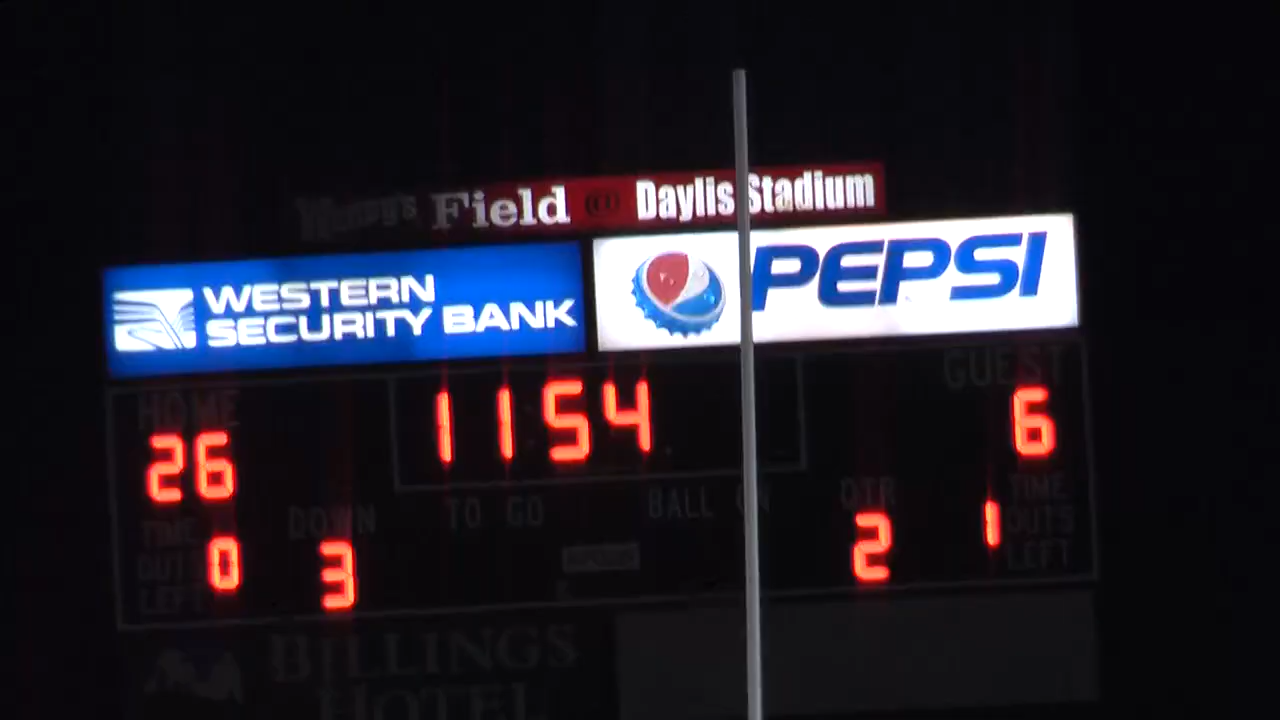 Field @ Daylis Stadium
WESTERN
SECURITY BANK
PEPSI
HOME
GUEST
26
1154
6
DOWN
TO GO
BALL ON
QTR
TIME
OUTS
LEFT
TIME
OUTS
LEFT
0
3
2
1
BILLINGS
HOTEL